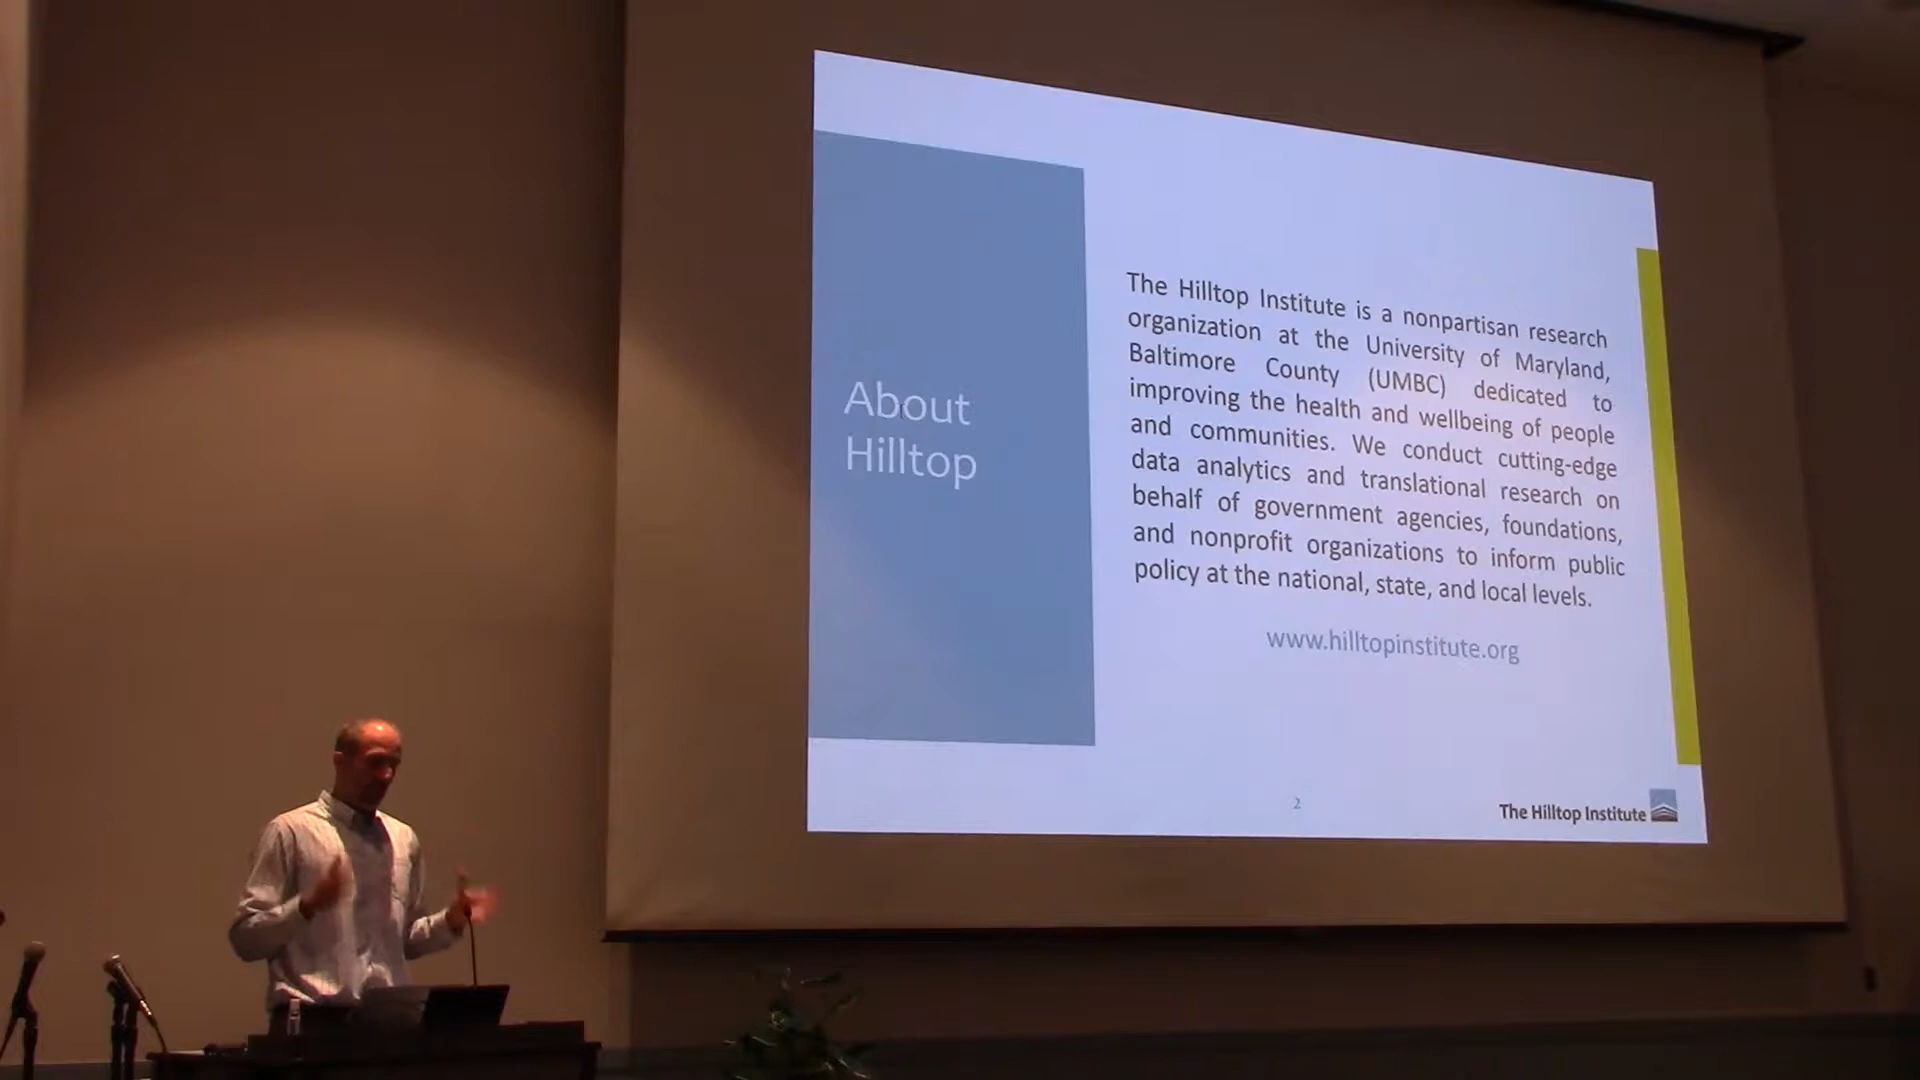 About
Hilltop
The Hilltop Institute is a nonpartisan research
organization at the University of Maryland,
Baltimore County (UMBC) dedicated to
improving the health and wellbeing of people
and communities. We conduct cutting-edge
data analytics and translational research on
behalf of government agencies, foundations,
and nonprofit organizations to inform public
policy at the national, state, and local levels.
www.hilltopinstitute.org
2
The Hilltop Institute